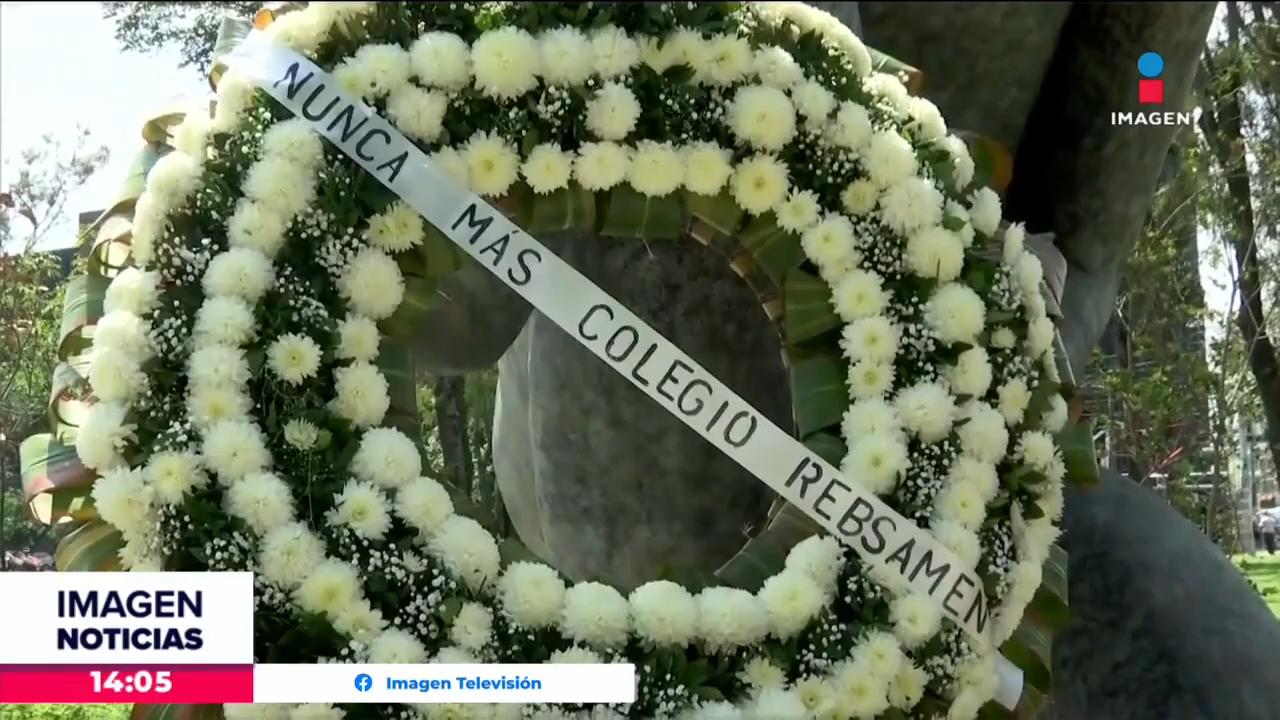 IMAGEN
NUNCA MÁS COLEGIO REBSAMEN
IMAGEN
NOTICIAS
14:05
Imagen Televisión